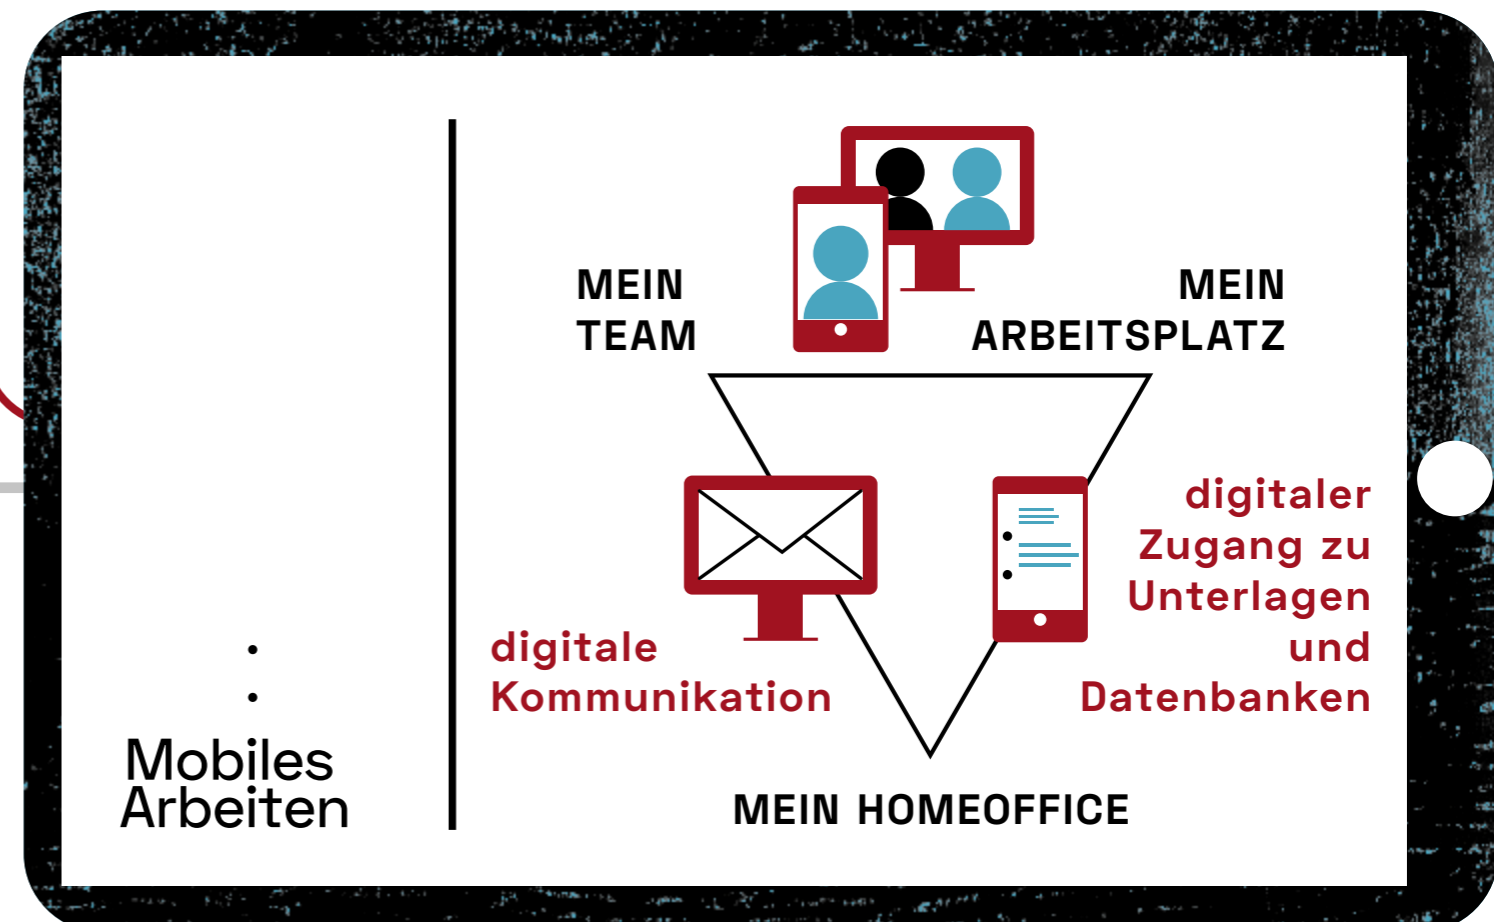 Mobiles
Arbeiten
MEIN
TEAM
MEIN
ARBEITSPLATZ
digitale
Kommunikation
digitaler
Zugang zu
Unterlagen
und
Datenbanken
MEIN HOMEOFFICE